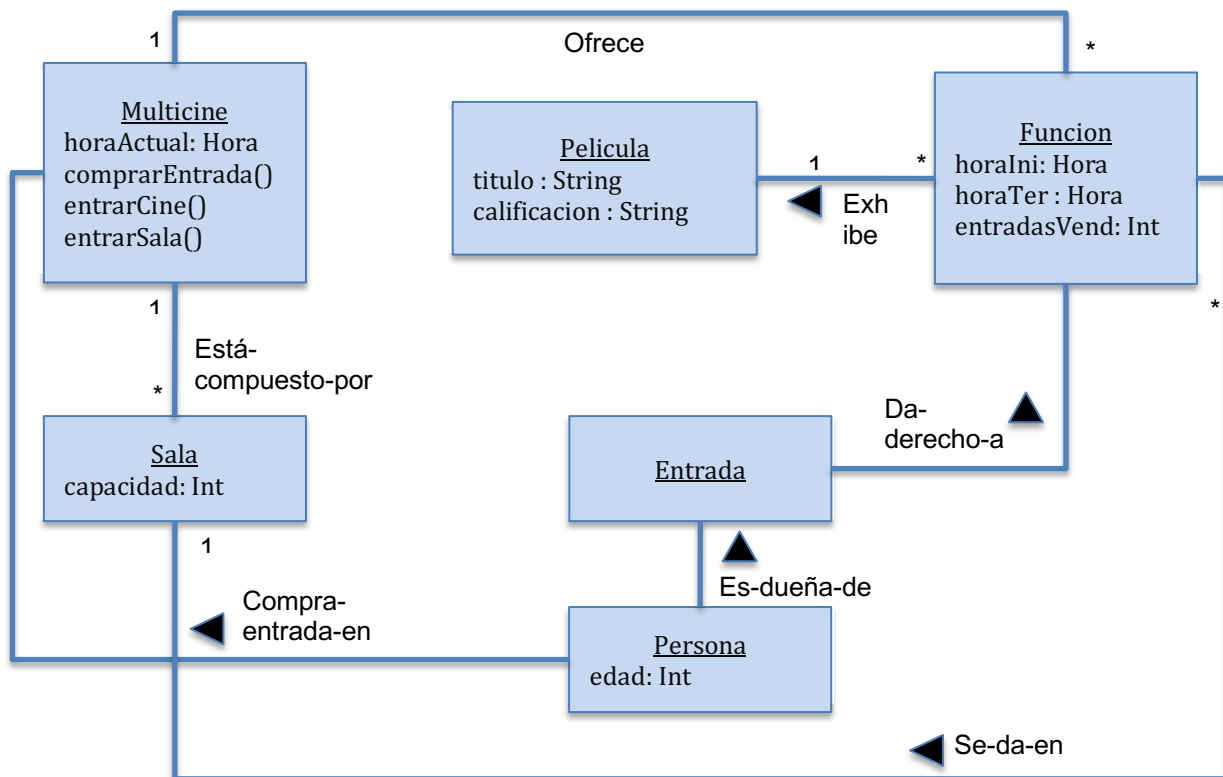 1
Ofrece
*
Multicine
horaActual: Hora
comprarEntrada()
entrarCine()
entrarSala()
Pelicula
titulo : String
calificacion : String
1
*
Exh
ibe
Funcion
horaIni: Hora
horaTer : Hora
entradasVend: Int
1
*
Está-
compuesto-por
*
Sala
capacidad: Int
Entrada
Da-
derecho-a
1
Es-dueña-de
Compra-
entrada-en
Persona
edad: Int
Se-da-en